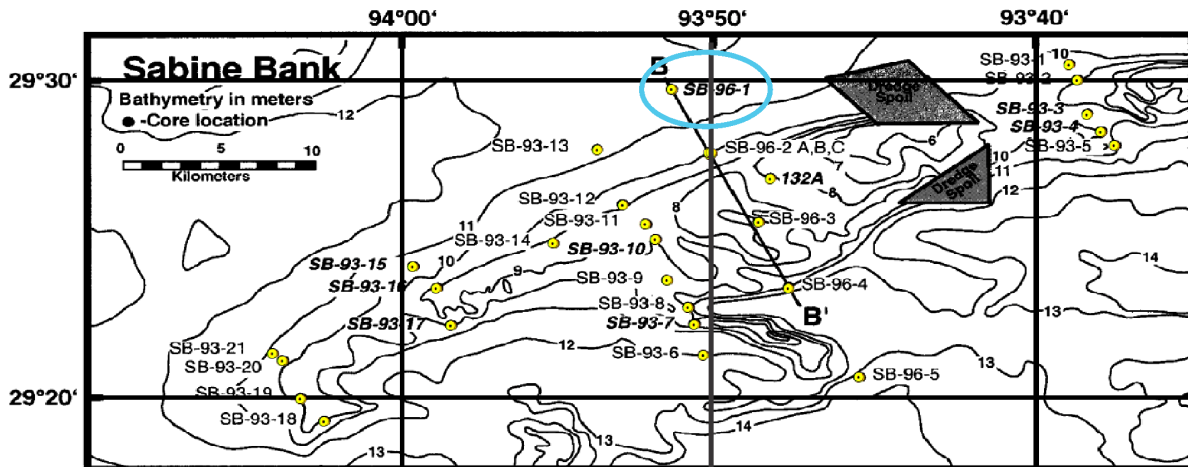 94°00' 93°50' 93°40'
29°30'
Sabine Bank
Bathymetry in meters
● -Core location
0 5 10
Kilometers
12
B
SB-96-1
Dredge
Spoil
SB-93-1
10
SB-93-2
SB-93-3
SB-93-4
SB-93-5
SB-93-13
SB-96-2 A,B,C
6
7
132A
8
Dredge
Spoil
10
11
12
SB-93-12
SB-93-11
8
SB-96-3
11
SB-93-14
SB-93-10
10
SB-93-15
9
SB-93-9
14
SB-93-16
SB-96-4
SB-93-8
B'
13
SB-93-17
SB-93-7
12
SB-93-6
13
SB-93-21
SB-93-20
SB-96-5
29°20'
SB-93-19
SB-93-18
12
14
13
13